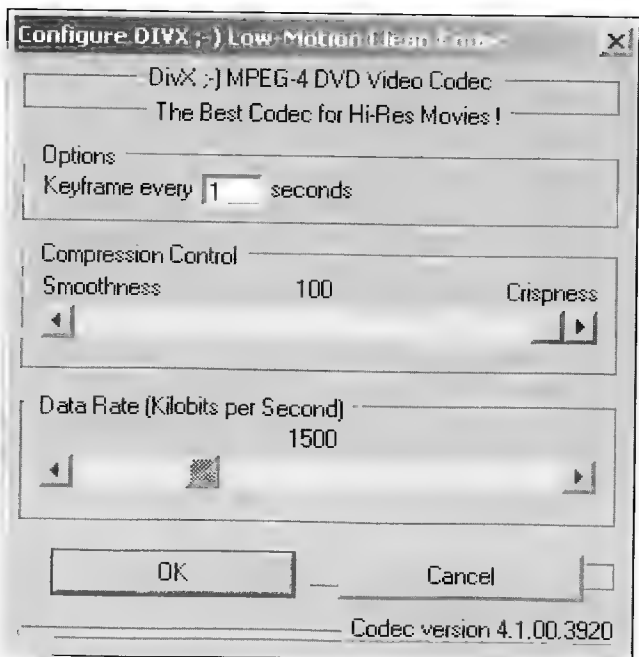 Configure DIVX ;-) Low-Motion
DivX ;-) MPEG-4 DVD Video Codec
The Best Codec for Hi-Res Movies !
Options
Keyframe every 1 seconds
Compression Control
Smoothness 100 Crispness
Data Rate (Kilobits per Second)
1500
OK Cancel
Codec version 4.1.00.3920